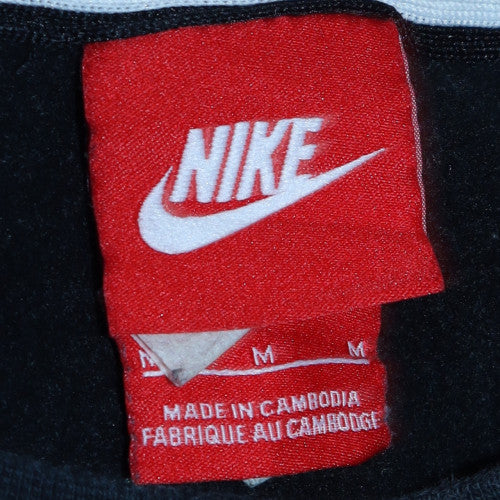 NIKE
M M M
MADE IN CAMBODIA
FABRIQUE AU CAMBODGE